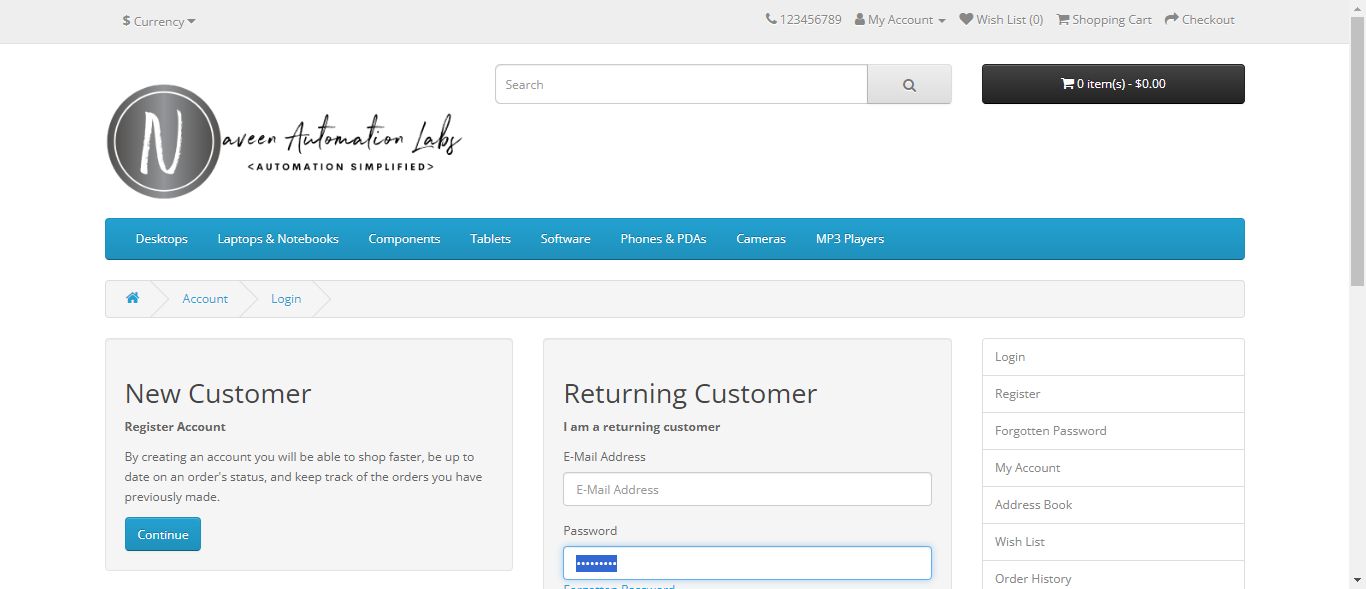 $ Currency
123456789 My Account Wish List (0) Shopping Cart Checkout
Search
0 item(s) - $0.00
N
aveen Automation Labs
<AUTOMATION SIMPLIFIED>
Desktops Laptops & Notebooks Components Tablets Software Phones & PDAs Cameras MP3 Players
Account Login
New Customer
Register Account
By creating an account you will be able to shop faster, be up to
date on an order's status, and keep track of the orders you have
previously made.
Continue
Returning Customer
I am a returning customer
E-Mail Address
E-Mail Address
Password
•••••••••
Forgotten Password
Login
Register
Forgotten Password
My Account
Address Book
Wish List
Order History